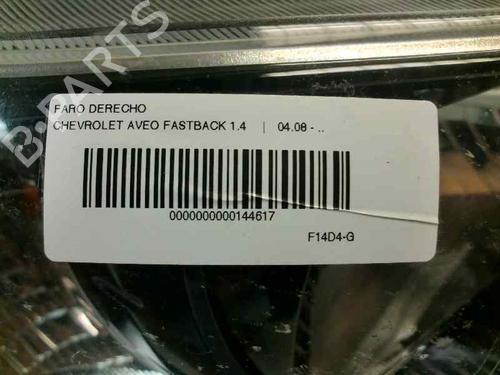 B-PARTS
FARO DERECHO
CHEVROLET AVEO FASTBACK 1.4 | 04.08 - ..
0000000000144617
F14D4-G